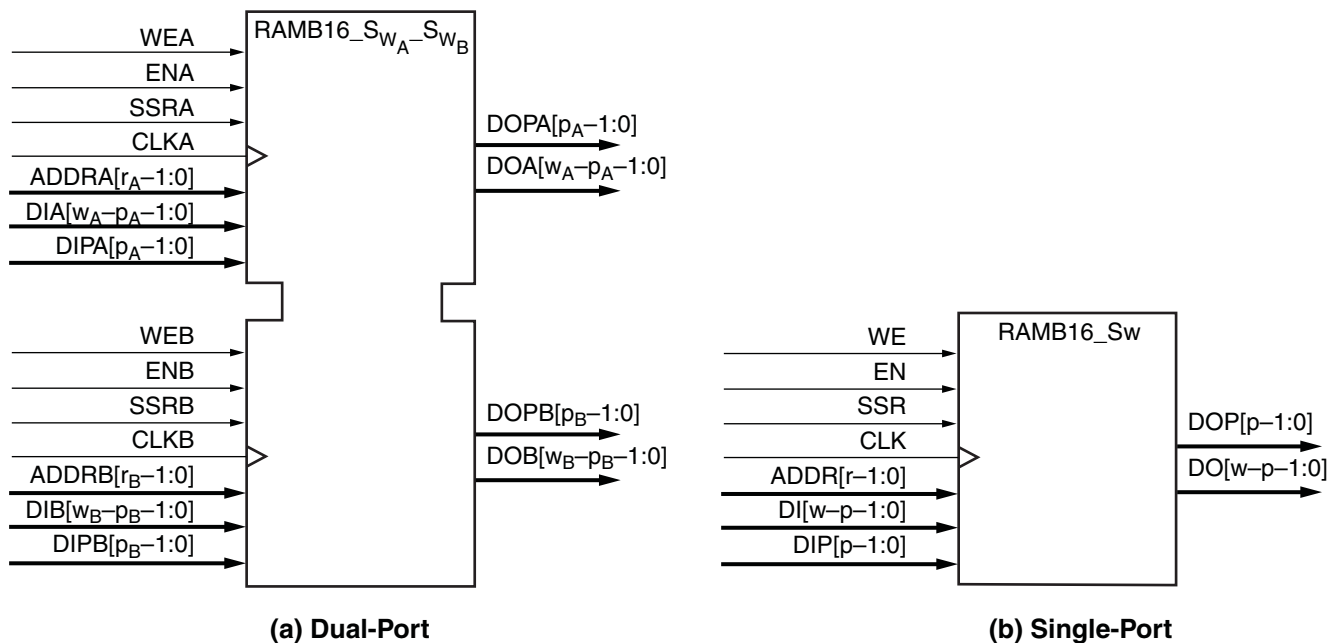 RAMB16_SWA_SWB
WEA
ENA
SSRA
CLKA
ADDRA[rA–1:0]
DIA[wA–pA–1:0]
DIPA[pA–1:0]
DOPA[pA–1:0]
DOA[wA–pA–1:0]
WEB
ENB
SSRB
CLKB
ADDRB[rB–1:0]
DIB[wB–pB–1:0]
DIPB[pB–1:0]
DOPB[pB–1:0]
DOB[wB–pB–1:0]
(a) Dual-Port
RAMB16_Sw
WE
EN
SSR
CLK
ADDR[r–1:0]
DI[w–p–1:0]
DIP[p–1:0]
DOP[p–1:0]
DO[w–p–1:0]
(b) Single-Port